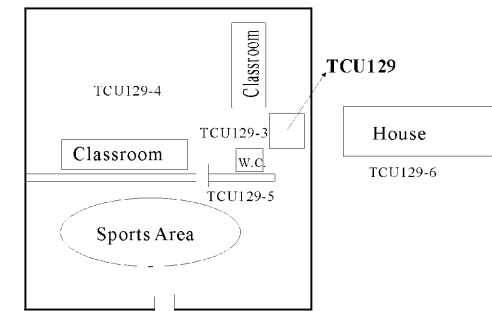 Classroom
TCU129
TCU129-4
TCU129-3
House
Classroom
W.C.
TCU129-6
TCU129-5
Sports Area